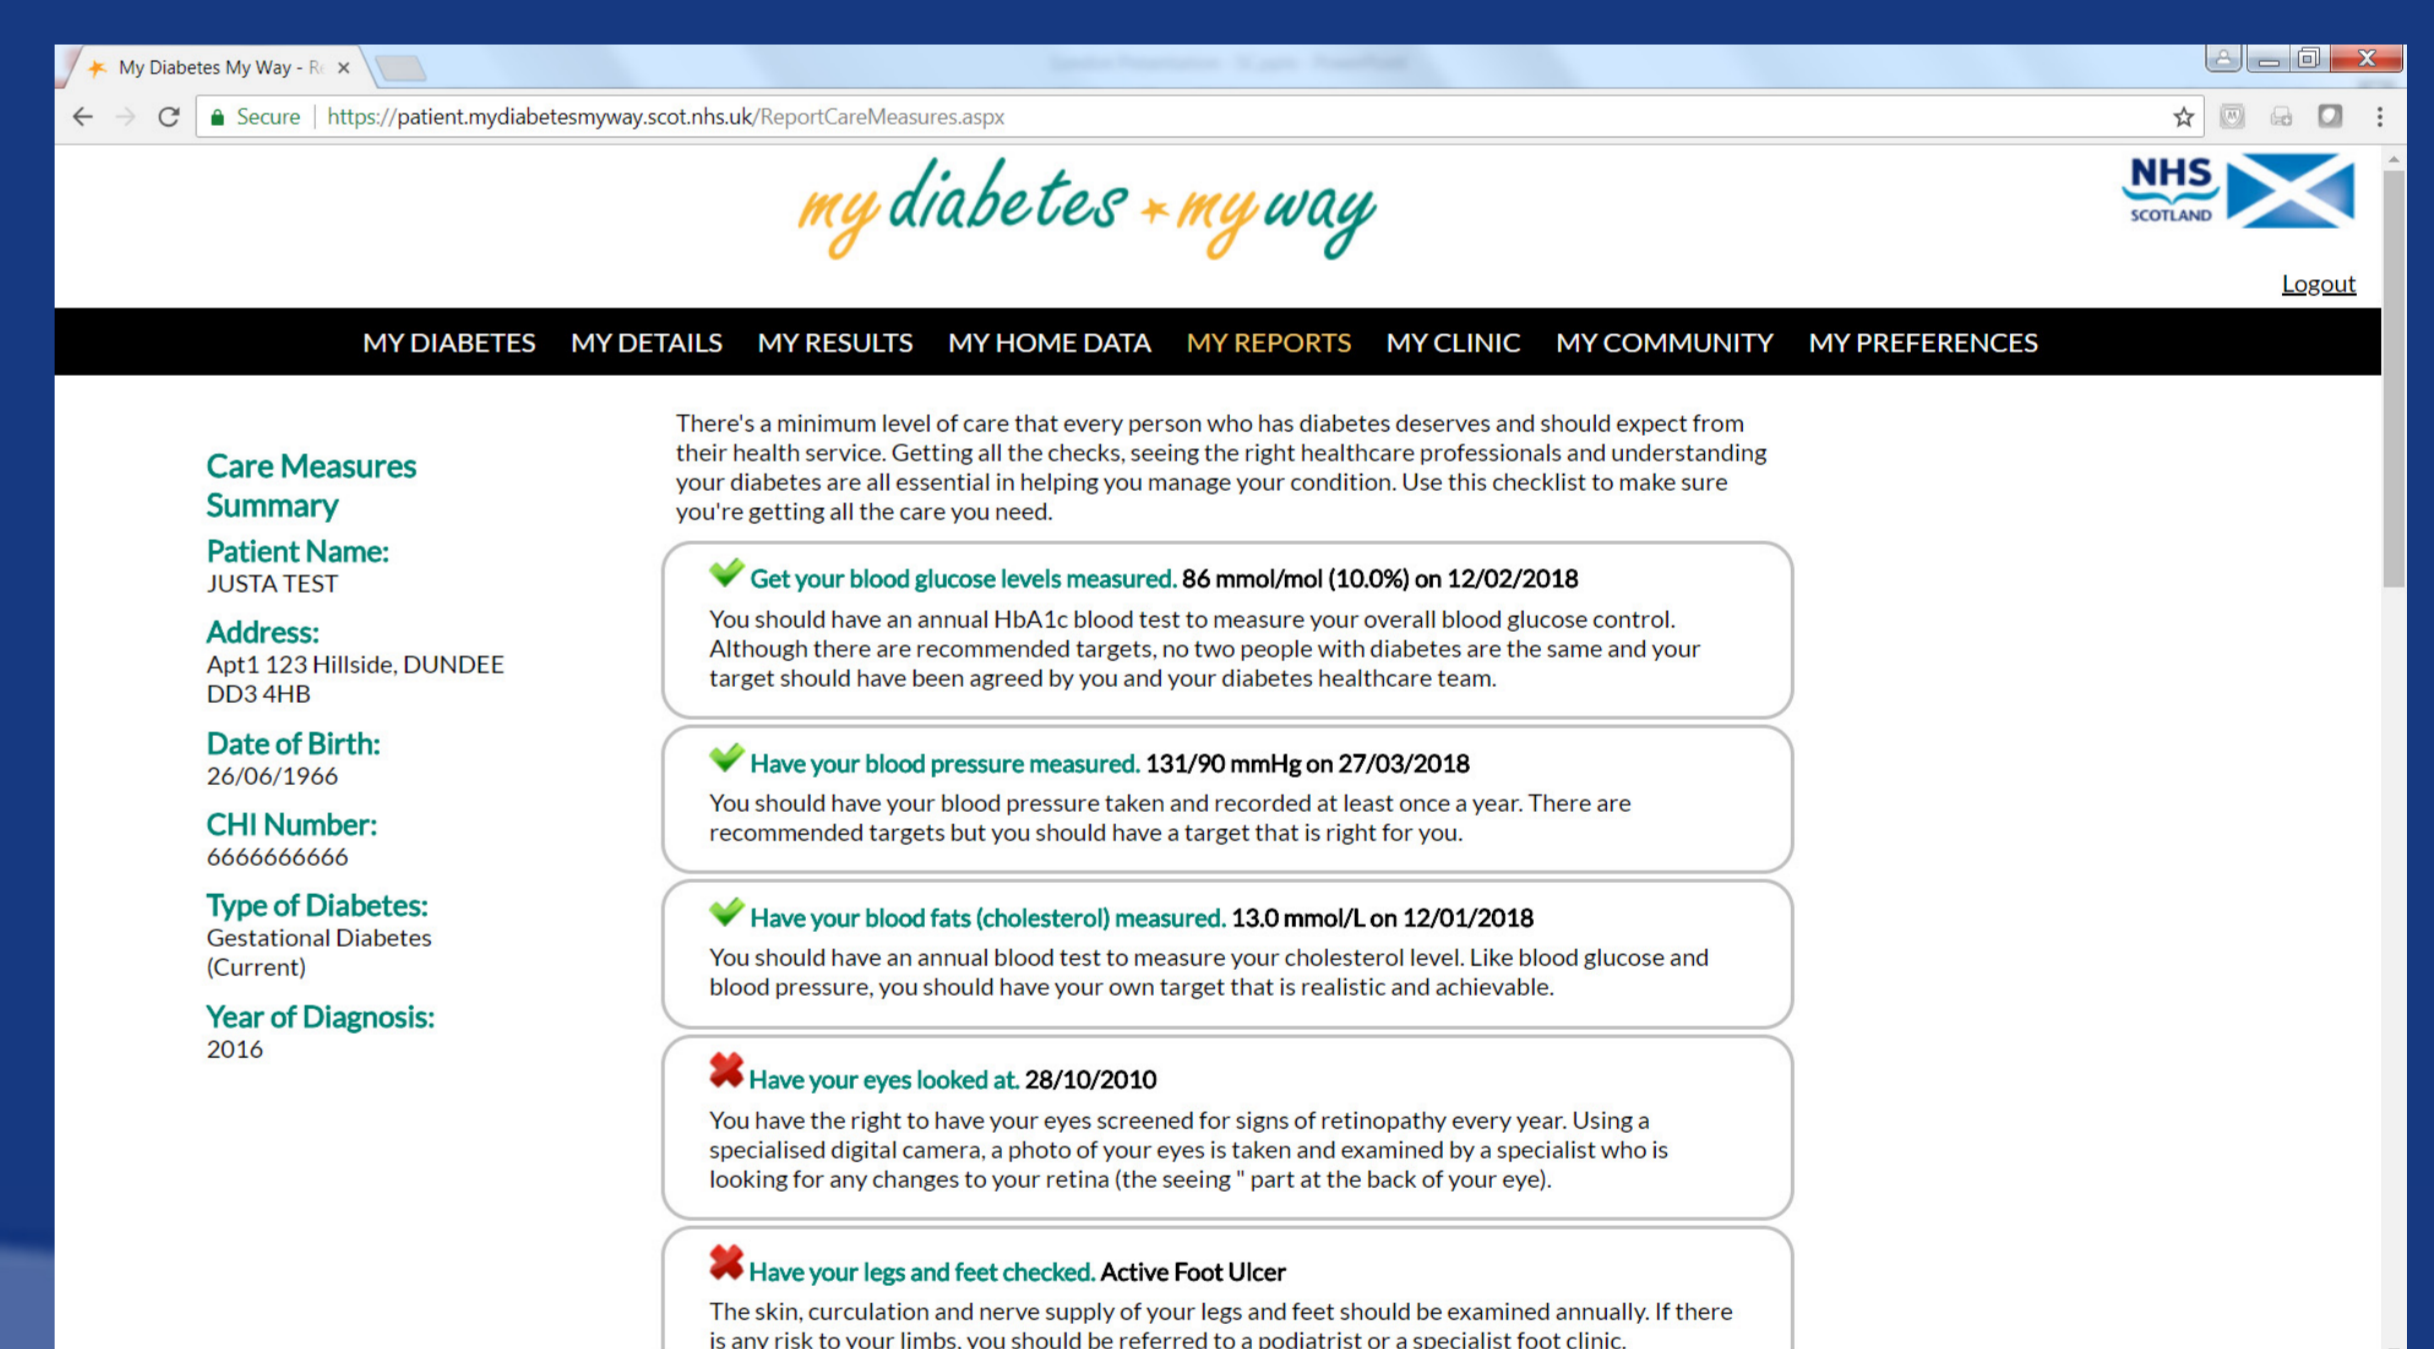 My Diabetes My Way - Re
Secure https://patient.mydiabetesmyway.scot.nhs.uk/ReportCareMeasures.aspx
my diabetes my way
NHS
SCOTLAND
Logout
MY DIABETES MY DETAILS MY RESULTS MY HOME DATA MY REPORTS MY CLINIC MY COMMUNITY MY PREFERENCES
Care Measures
Summary
Patient Name:
JUSTA TEST
Address:
Apt1 123 Hillside, DUNDEE
DD3 4HB
Date of Birth:
26/06/1966
CHI Number:
6666666666
Type of Diabetes:
Gestational Diabetes
(Current)
Year of Diagnosis:
2016
There's a minimum level of care that every person who has diabetes deserves and should expect from
their health service. Getting all the checks, seeing the right healthcare professionals and understanding
your diabetes are all essential in helping you manage your condition. Use this checklist to make sure
you're getting all the care you need.
Get your blood glucose levels measured. 86 mmol/mol (10.0%) on 12/02/2018
You should have an annual HbA1c blood test to measure your overall blood glucose control.
Although there are recommended targets, no two people with diabetes are the same and your
target should have been agreed by you and your diabetes healthcare team.
Have your blood pressure measured. 131/90 mmHg on 27/03/2018
You should have your blood pressure taken and recorded at least once a year. There are
recommended targets but you should have a target that is right for you.
Have your blood fats (cholesterol) measured. 13.0 mmol/L on 12/01/2018
You should have an annual blood test to measure your cholesterol level. Like blood glucose and
blood pressure, you should have your own target that is realistic and achievable.
Have your eyes looked at. 28/10/2010
You have the right to have your eyes screened for signs of retinopathy every year. Using a
specialised digital camera, a photo of your eyes is taken and examined by a specialist who is
looking for any changes to your retina (the seeing " part at the back of your eye).
Have your legs and feet checked. Active Foot Ulcer
The skin, curculation and nerve supply of your legs and feet should be examined annually. If there
is any risk to your limbs, you should be referred to a podiatrist or a specialist foot clinic.